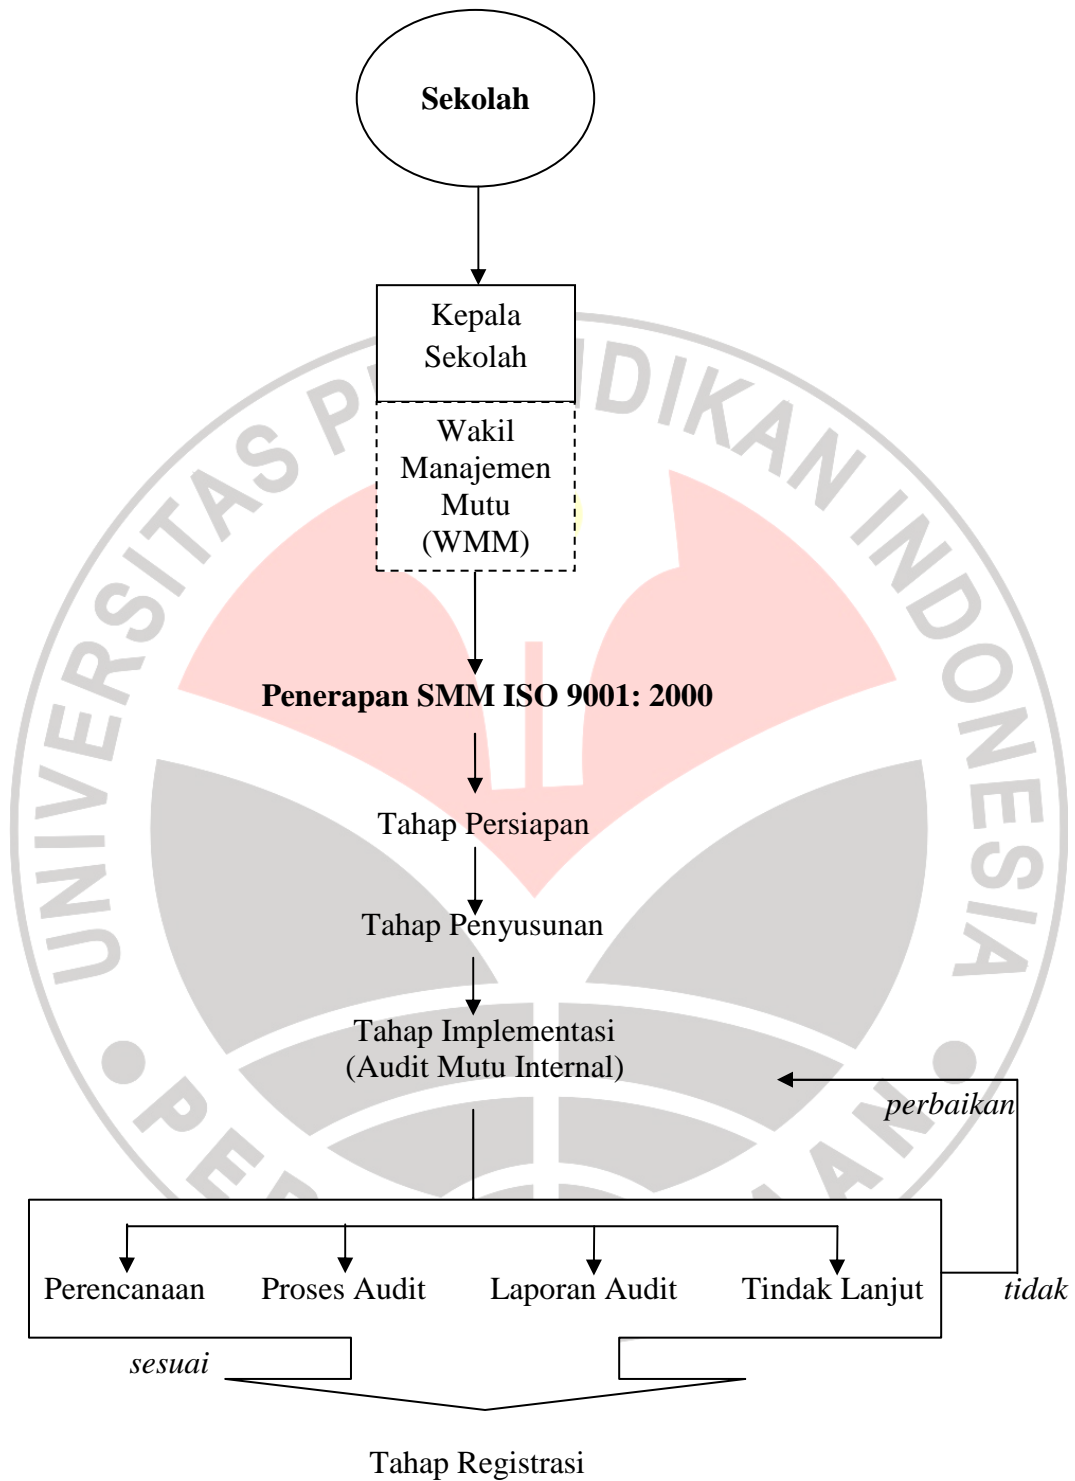 Sekolah
Kepala
Sekolah
Wakil
Manajemen
Mutu
(WMM)
Penerapan SMM ISO 9001: 2000
Tahap Persiapan
Tahap Penyusunan
Tahap Implementasi
(Audit Mutu Internal)
perbaikan
Perencanaan Proses Audit Laporan Audit Tindak Lanjut tidak
sesuai
Tahap Registrasi
UNIVERSITAS PENDIDIKAN INDONESIA